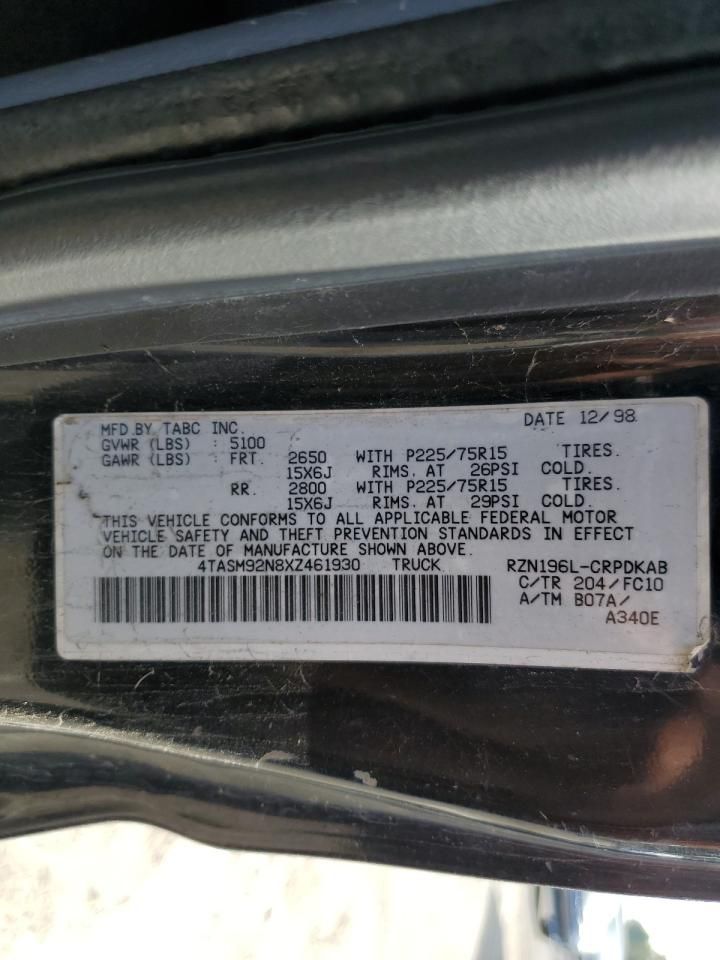 MFD.BY TABC INC. DATE 12/98
GVWR (LBS) : 5100
GAWR (LBS) : FRT. 2650 WITH P225/75R15 TIRES.
15X6J RIMS. AT 26PSI COLD.
RR. 2800 WITH P225/75R15 TIRES.
15X6J RIMS. AT 29PSI COLD.
THIS VEHICLE CONFORMS TO ALL APPLICABLE FEDERAL MOTOR
VEHICLE SAFETY AND THEFT PREVENTION STANDARDS IN EFFECT
ON THE DATE OF MANUFACTURE SHOWN ABOVE.
4TASM92N8XZ461930 TRUCK RZN196L-CRPDKAB
C/TR 204/FC10
A/TM B07A/
A340E